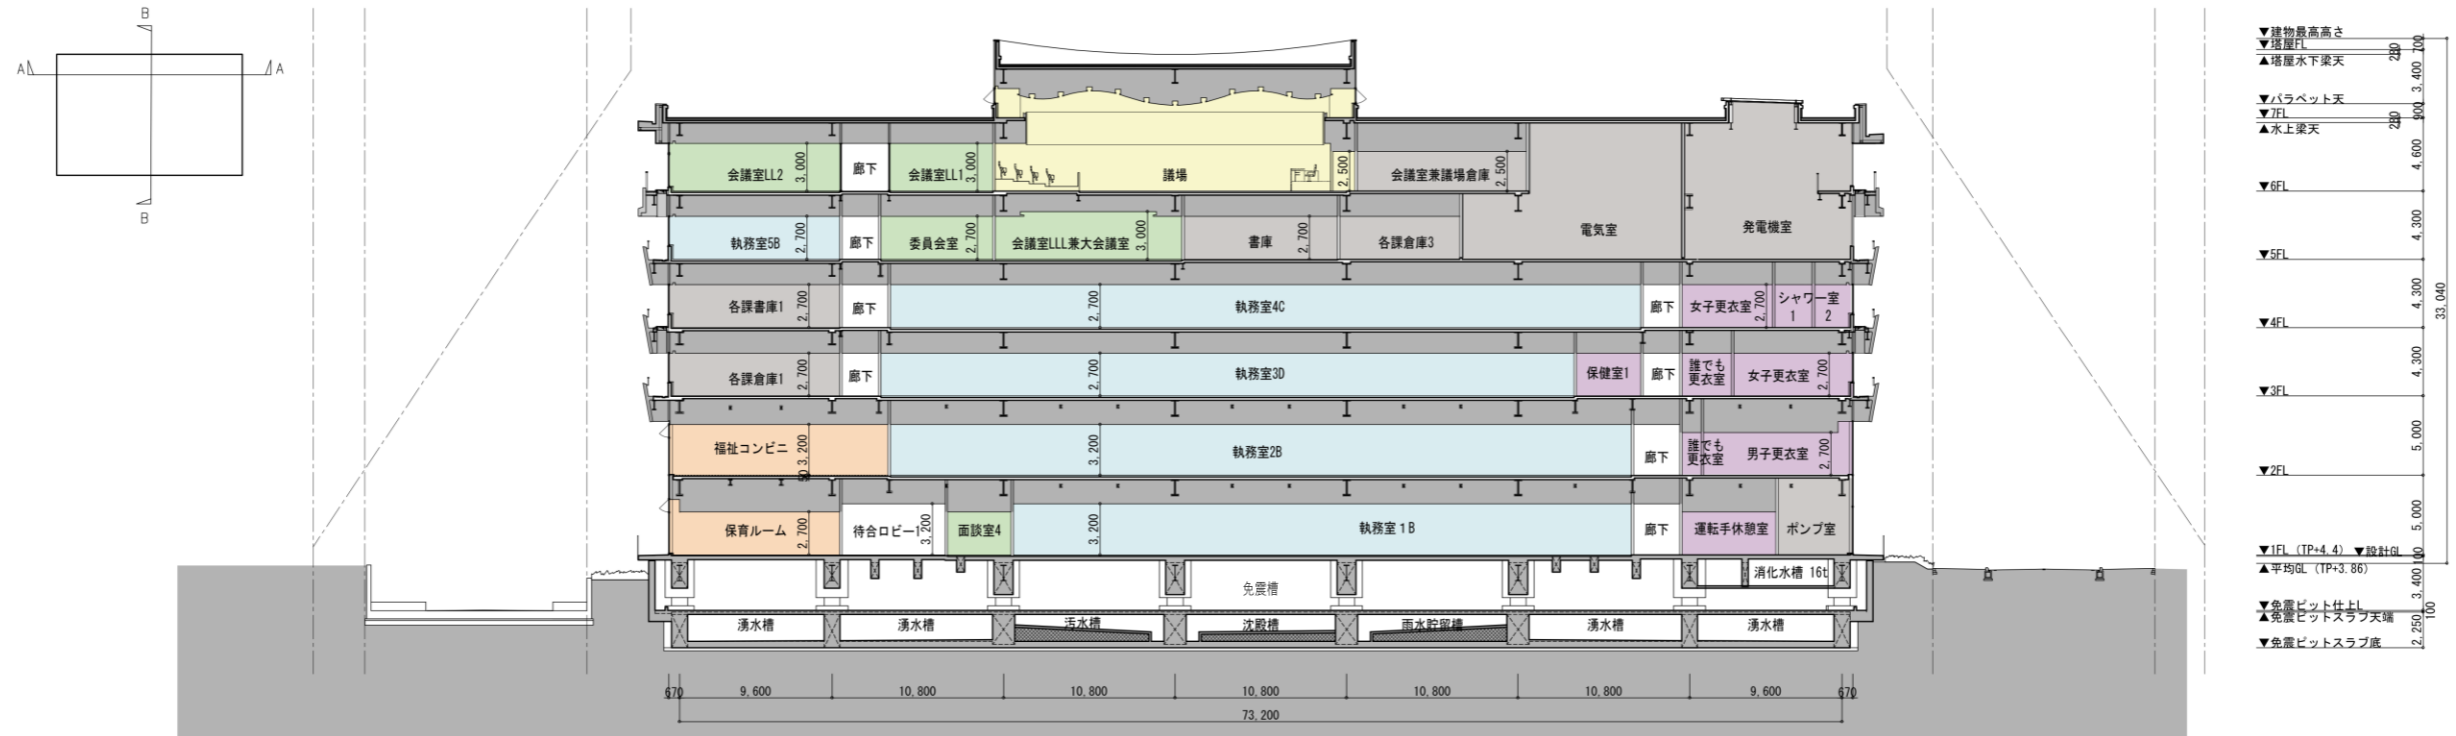 B
A
A
B
▼建物最高高さ
▼塔屋FL
▲塔屋水下梁天
▼パラペット天
▼7FL
▲水上梁天
▼6FL
▼5FL
▼4FL
▼3FL
▼2FL
▼1FL (TP+4.4) ▼設計GL
▲平均GL (TP+3.86)
▼免震ピット仕上L
▲免震ピットスラブ天端
▼免震ピットスラブ底
700
280
3,400
900
280
4,600
4,300
4,300
4,300
5,000
5,000
100
3,400
100
2,250
33,040
会議室LL2
3,000
廊下
会議室LL1
3,000
議場
2,500
会議室兼議場倉庫
2,500
電気室
発電機室
執務室5B
2,700
廊下
委員会室
2,700
会議室LLL兼大会議室
3,000
書庫
2,700
各課倉庫3
各課書庫1
2,700
廊下
2,700
執務室4C
廊下
女子更衣室
2,700
シャワー室
1
2
各課倉庫1
2,700
廊下
2,700
執務室3D
保健室1
廊下
誰でも
更衣室
女子更衣室
2,700
福祉コンビニ
3,200
50
3,200
執務室2B
廊下
誰でも
更衣室
男子更衣室
2,700
保育ルーム
2,700
待合ロビー1
3,200
面談室4
3,200
執務室1B
廊下
運転手休憩室
ポンプ室
免震槽
消化水槽 16t
湧水槽
湧水槽
汚水槽
沈殿槽
雨水貯留槽
湧水槽
湧水槽
670
9,600
10,800
10,800
10,800
10,800
10,800
9,600
670
73,200